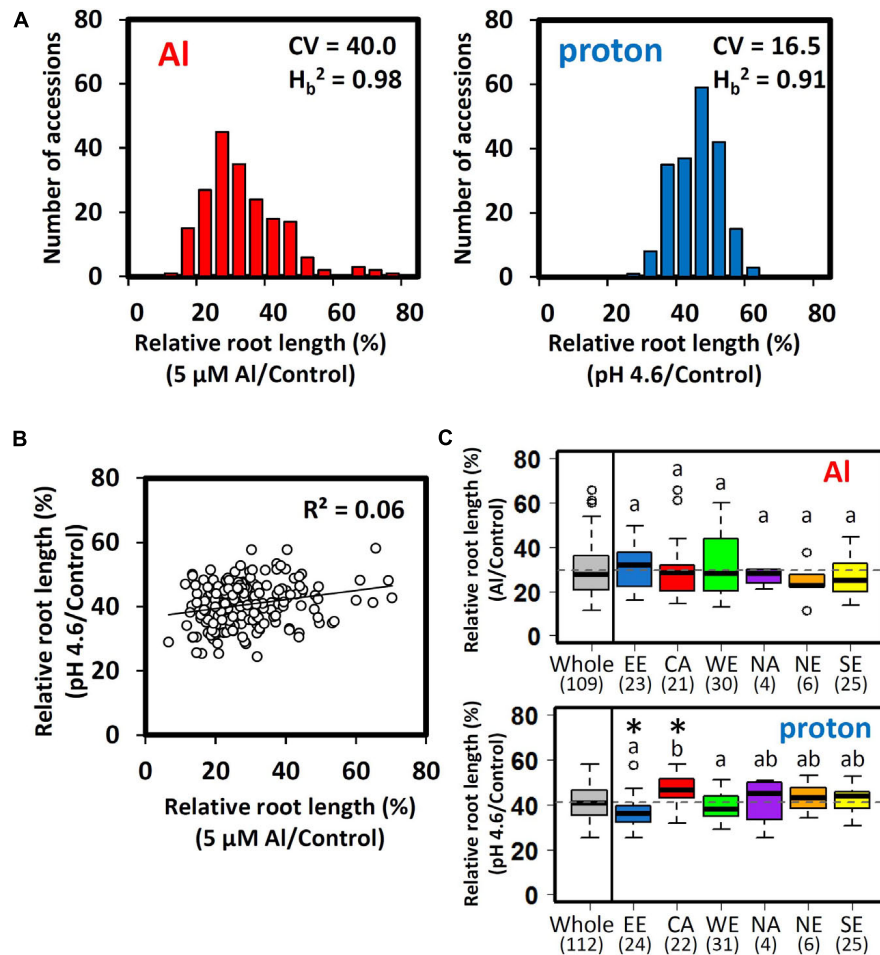 A
Al
CV = 40.0
H_b² = 0.98
Number of accessions
80
60
40
20
0
0 20 40 60 80
Relative root length (%)
(5 µM Al/Control)
proton
CV = 16.5
H_b² = 0.91
Number of accessions
80
60
40
20
0
0 20 40 60 80
Relative root length (%)
(pH 4.6/Control)
B
R² = 0.06
Relative root length (%)
(pH 4.6/Control)
80
60
40
20
0
0 20 40 60 80
Relative root length (%)
(5 µM Al/Control)
C
Al
Relative root length (%)
(Al/Control)
80
60
40
20
0
a a a a a a
Whole EE CA WE NA NE SE
(109) (23) (21) (30) (4) (6) (25)
proton
Relative root length (%)
(pH 4.6/Control)
80
60
40
20
0
* *
a b a ab ab ab
Whole EE CA WE NA NE SE
(112) (24) (22) (31) (4) (6) (25)